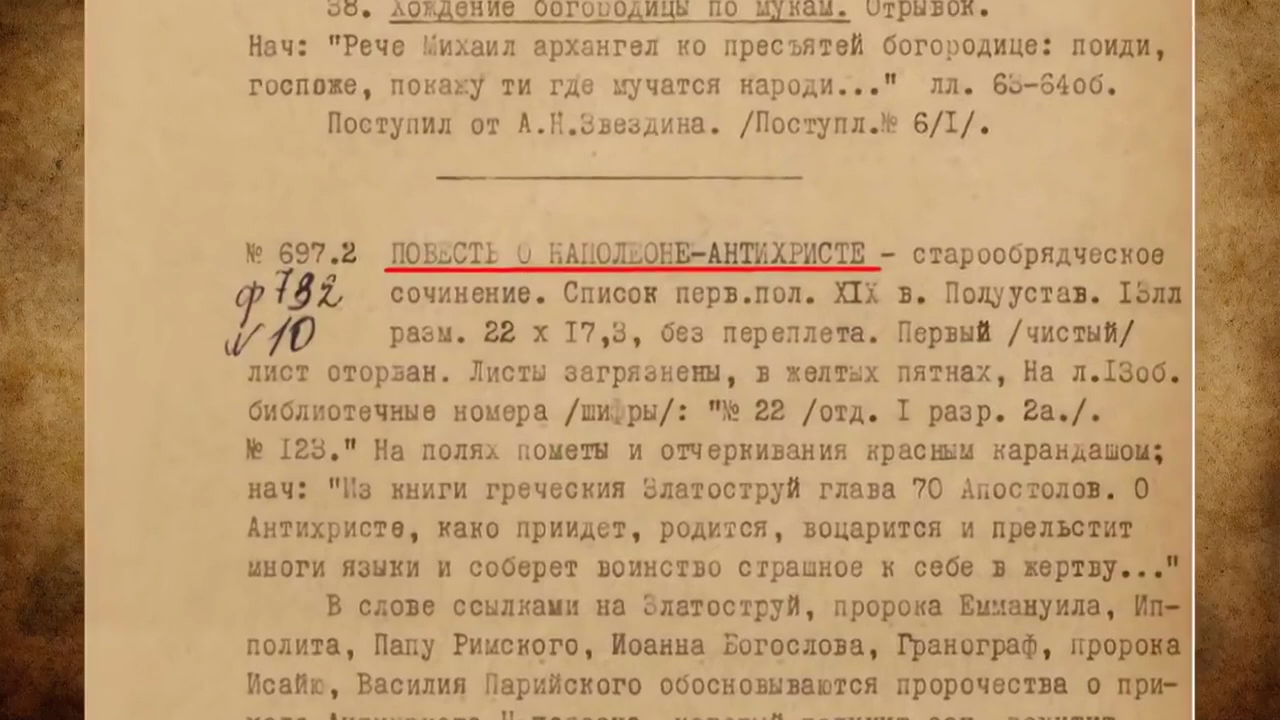 38. Хождение богородицы по мукам. Отрывок.
Нач: "Рече Михаил архангел ко пресъятей богородице: поиди,
госпоже, покажу ти где мучатся народи..." лл. 63-64об.
Поступил от А.Н.Звездина. /Поступл.№ 6/I/.
№ 697.2 ПОВЕСТЬ О НАПОЛЕОНЕ-АНТИХРИСТЕ - старообрядческое
ф 732 сочинение. Список перв.пол. XIX в. Полуустав. 13лл
N 10 разм. 22 х 17,3, без переплета. Первый /чистый/
лист оторван. Листы загрязнены, в желтых пятнах, На л.13об.
библиотечные номера /шифры/: "№ 22 /отд. I разр. 2а./.
№ 123." На полях пометы и отчеркивания красным карандашом;
нач: "Из книги греческия Златоструй глава 70 Апостолов. О
Антихристе, како приидет, родится, воцарится и прельстит
многи языки и соберет воинство страшное к себе в жертву..."
В слове ссылками на Златоструй, пророка Еммануила, Ип-
полита, Папу Римского, Иоанна Богослова, Гранограф, пророка
Исайю, Василия Парийского обосновываются пророчества о при-